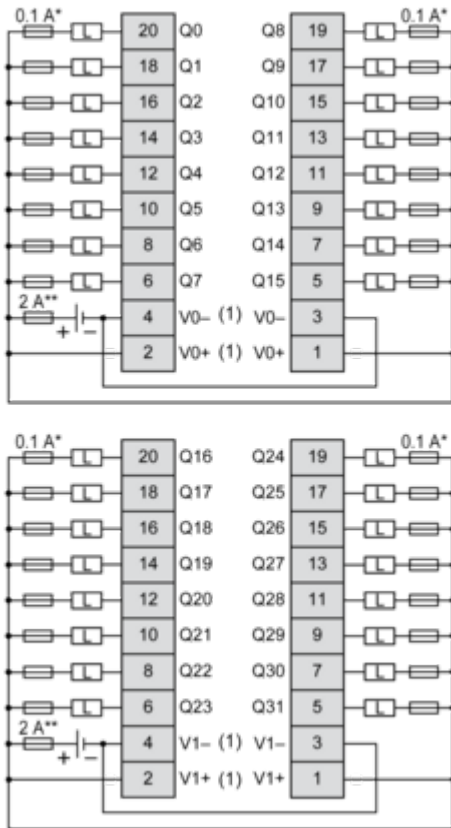 0.1 A* 0.1 A*
L 20 Q0 Q8 19 L
L 18 Q1 Q9 17 L
L 16 Q2 Q10 15 L
L 14 Q3 Q11 13 L
L 12 Q4 Q12 11 L
L 10 Q5 Q13 9 L
L 8 Q6 Q14 7 L
L 6 Q7 Q15 5 L
2 A** + − 4 V0− (1) V0− 3
2 V0+ (1) V0+ 1
0.1 A* 0.1 A*
L 20 Q16 Q24 19 L
L 18 Q17 Q25 17 L
L 16 Q18 Q26 15 L
L 14 Q19 Q27 13 L
L 12 Q20 Q28 11 L
L 10 Q21 Q29 9 L
L 8 Q22 Q30 7 L
L 6 Q23 Q31 5 L
2 A** + − 4 V1− (1) V1− 3
2 V1+ (1) V1+ 1